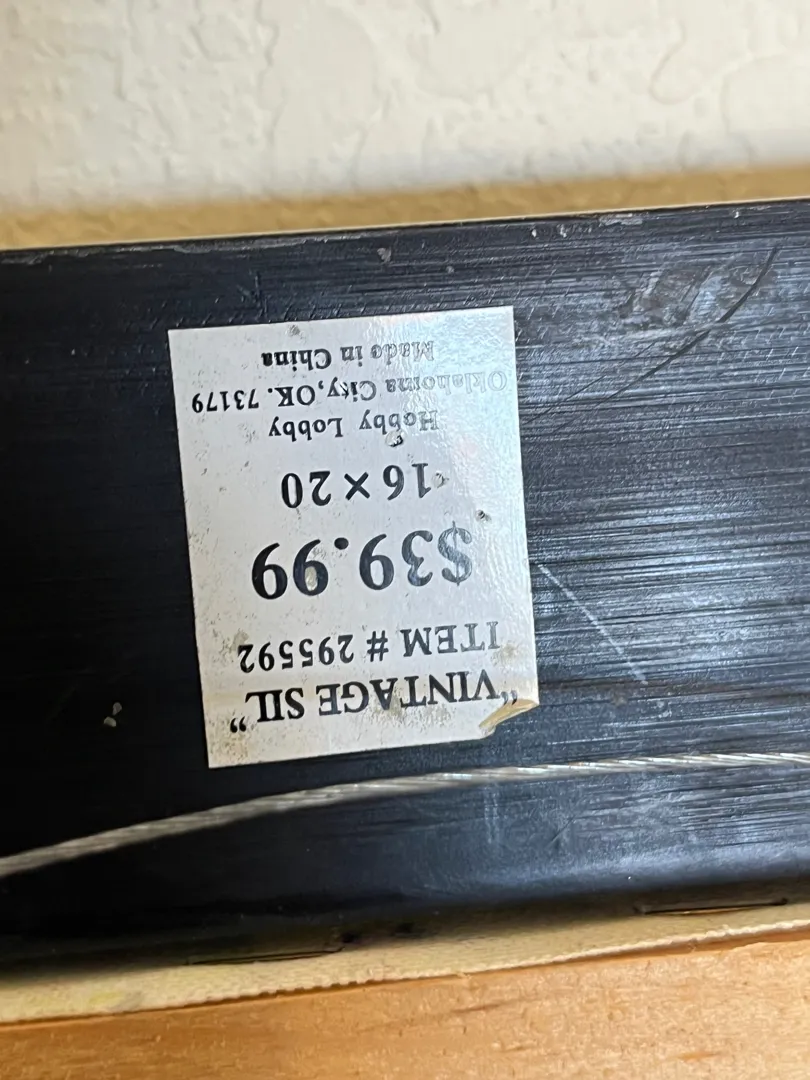 "VINTAGE SIL"
ITEM # 295592
$39.99
16 × 20
Hobby Lobby
Oklahoma City, OK. 73179
Made in China